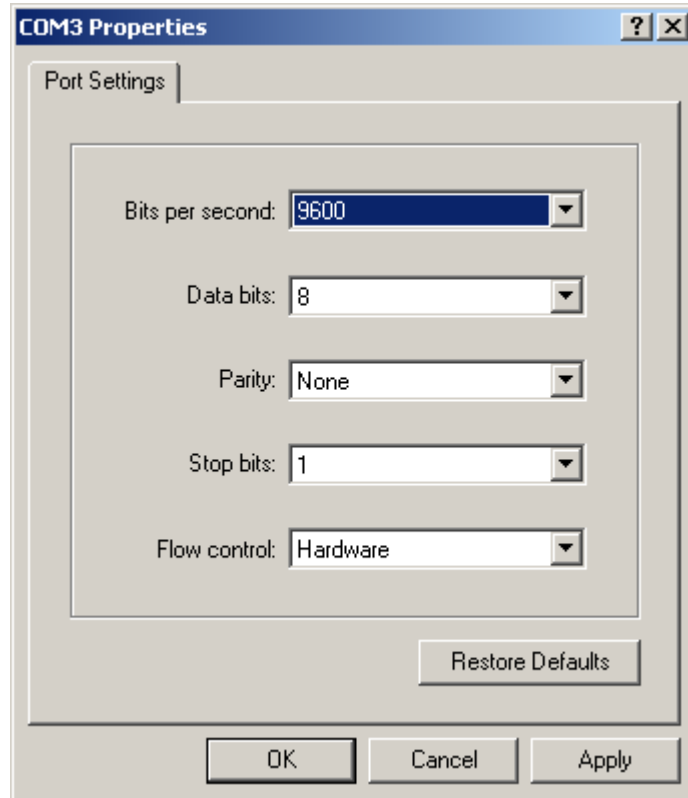 COM3 Properties
Port Settings
Bits per second: 9600
Data bits: 8
Parity: None
Stop bits: 1
Flow control: Hardware
Restore Defaults
OK Cancel Apply